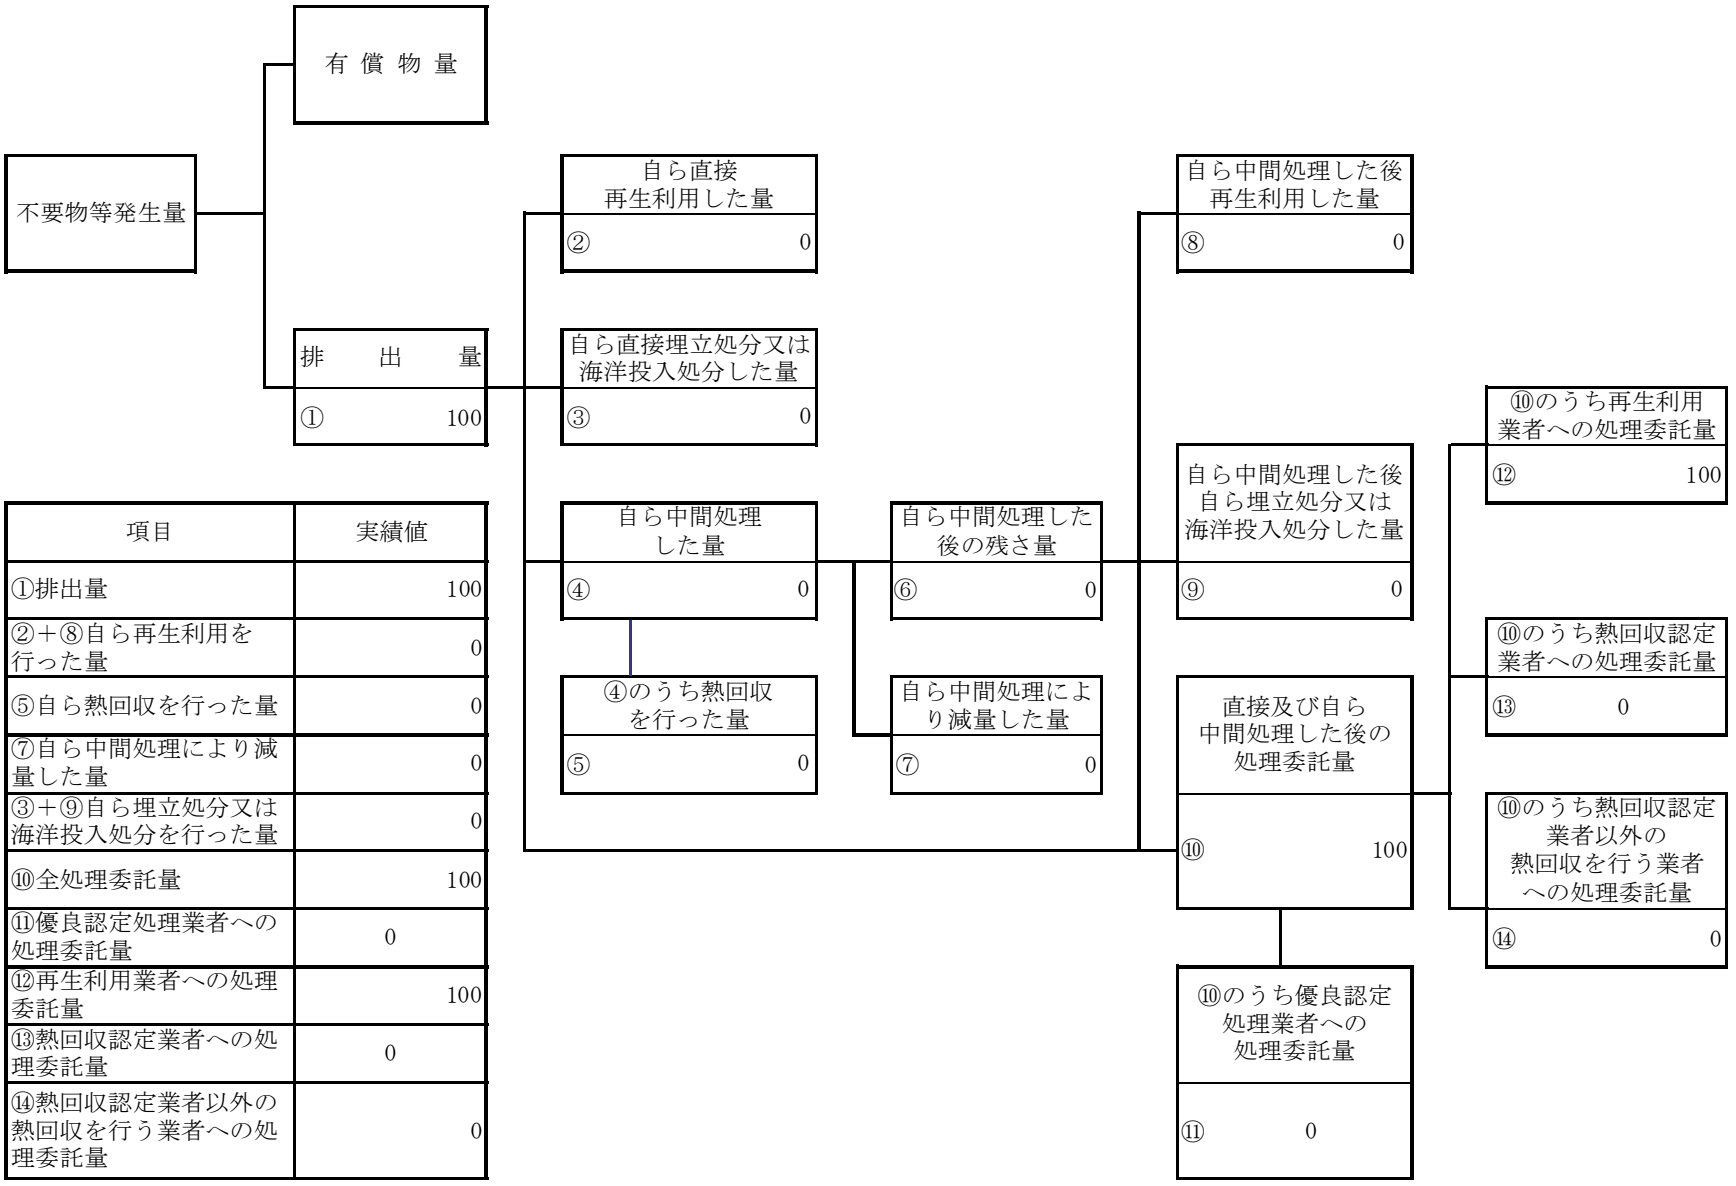 有償物量
不要物等発生量
排出量
① 100
自ら直接
再生利用した量
② 0
自ら直接埋立処分又は
海洋投入処分した量
③ 0
自ら中間処理
した量
④ 0
④のうち熱回収
を行った量
⑤ 0
自ら中間処理した
後の残さ量
⑥ 0
自ら中間処理によ
り減量した量
⑦ 0
自ら中間処理した後
再生利用した量
⑧ 0
自ら中間処理した後
自ら埋立処分又は
海洋投入処分した量
⑨ 0
直接及び自ら
中間処理した後の
処理委託量
⑩ 100
⑩のうち優良認定
処理業者への
処理委託量
⑪ 0
⑩のうち再生利用
業者への処理委託量
⑫ 100
⑩のうち熱回収認定
業者への処理委託量
⑬ 0
⑩のうち熱回収認定
業者以外の
熱回収を行う業者
への処理委託量
⑭ 0
項目 実績値
①排出量 100
②+⑧自ら再生利用を
行った量 0
⑤自ら熱回収を行った量 0
⑦自ら中間処理により減
量した量 0
③+⑨自ら埋立処分又は
海洋投入処分を行った量 0
⑩全処理委託量 100
⑪優良認定処理業者への
処理委託量 0
⑫再生利用業者への処理
委託量 100
⑬熱回収認定業者への処
理委託量 0
⑭熱回収認定業者以外の
熱回収を行う業者への処
理委託量 0